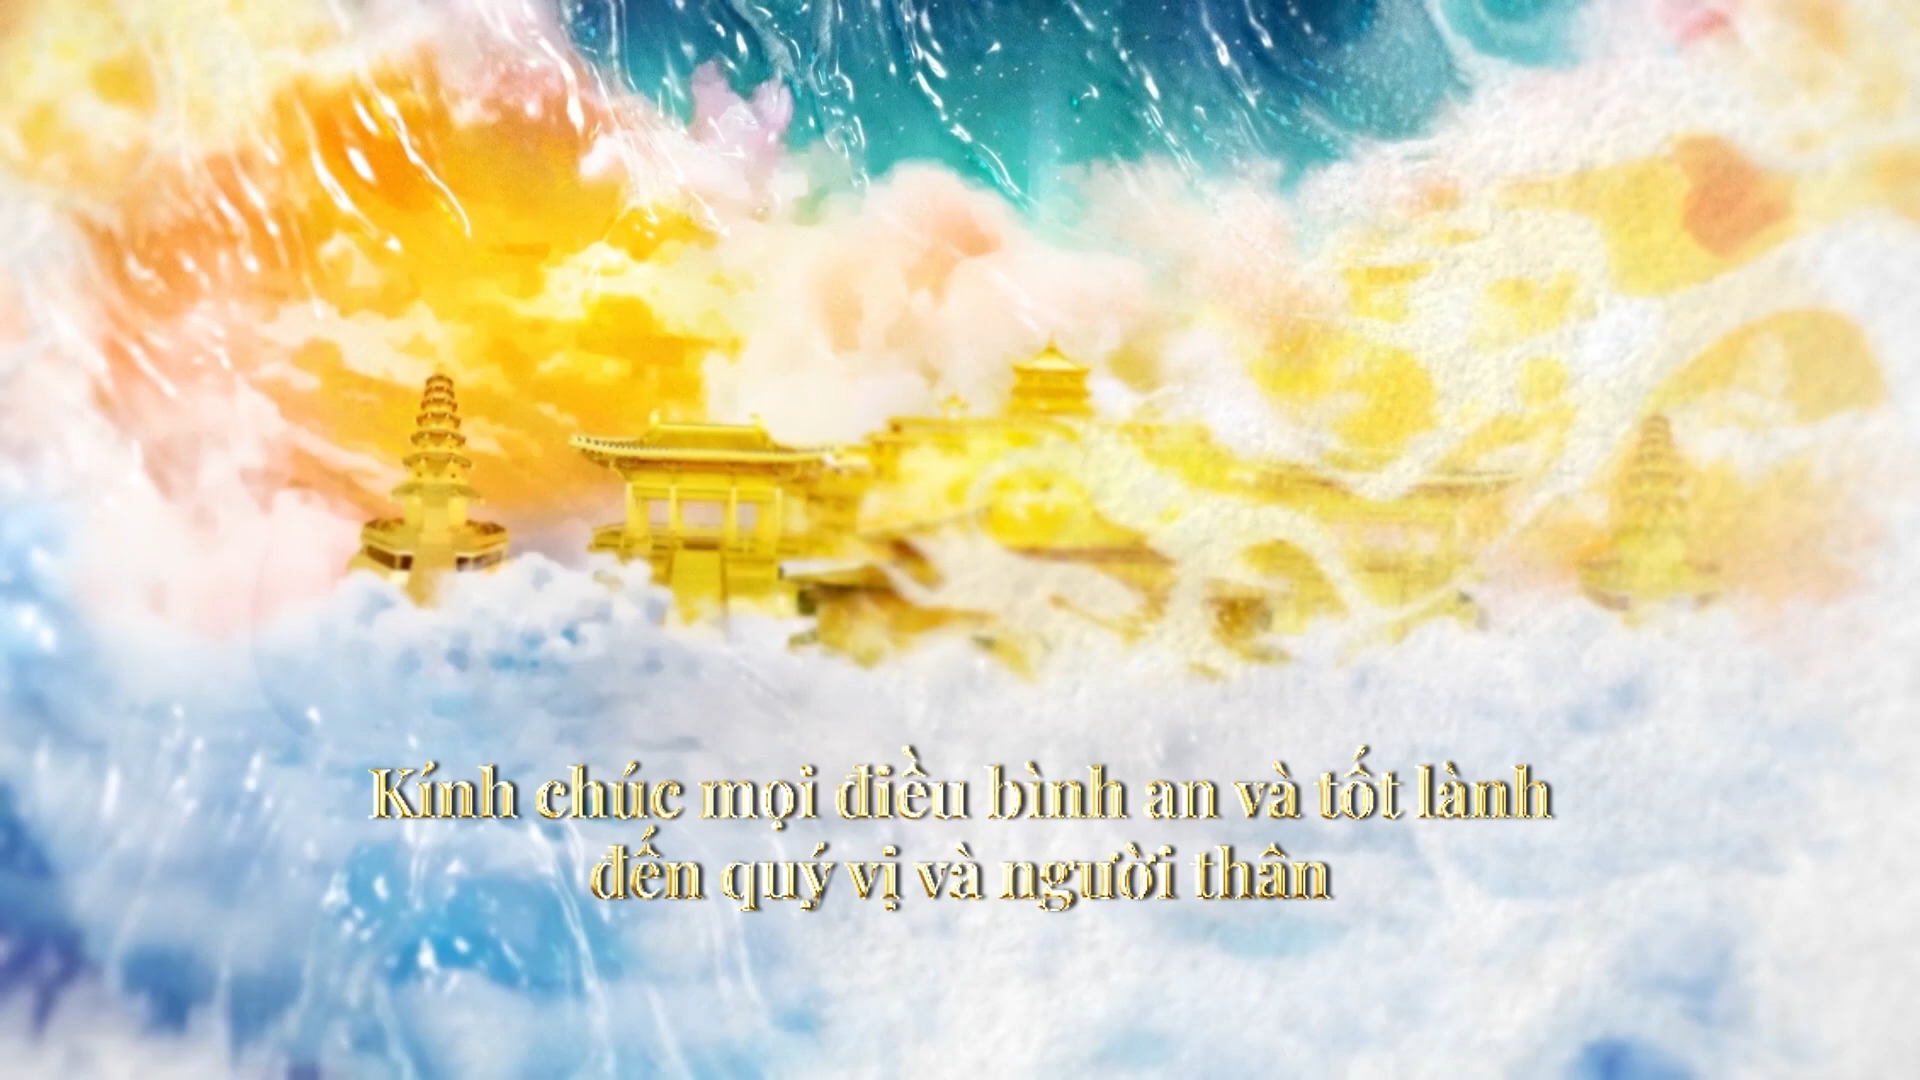 Kính chúc mọi điều bình an và tốt lành
đến quý vị và người thân